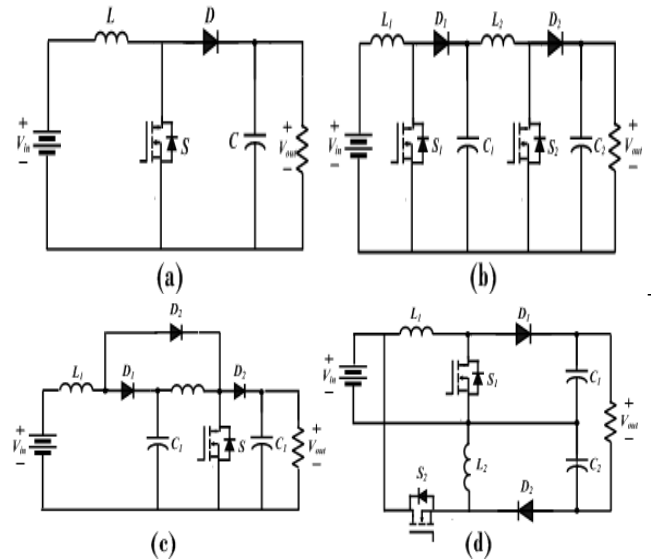 L D
+ V_in − S C + V_out −
(a)
L_1 D_1 L_2 D_2
+ V_in − S_1 C_1 S_2 C_2 + V_out −
(b)
D_2
L_1 D_1 D_2
+ V_in − C_1 S C_1 + V_out −
(c)
L_1 D_1
+ V_in − S_1 C_1
+ V_out −
L_2 C_2
S_2 D_2
(d)